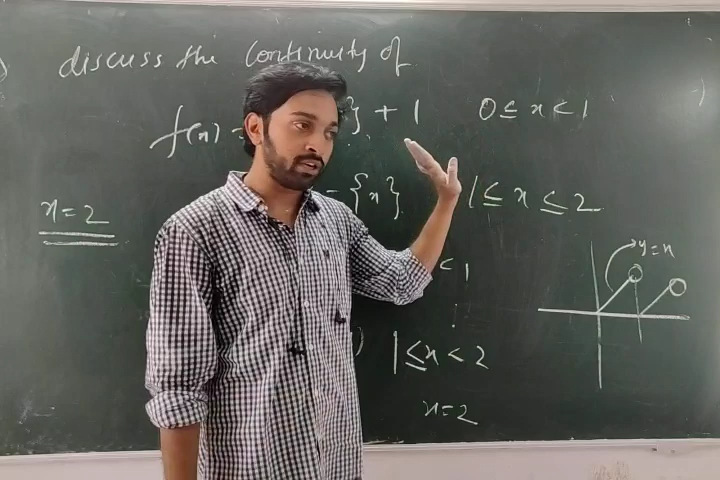 discuss the continuity of
f(x) = } + 1 0 ≤ x < 1
= {x} 1 ≤ x ≤ 2
x = 2
y = x
< 1
) 1 ≤ x < 2
x = 2